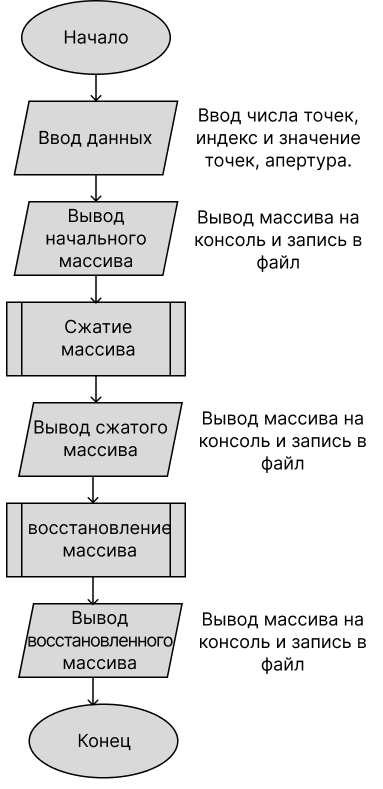 Начало
Ввод данных
Ввод числа точек,
индекс и значение
точек, апертура.
Вывод
начального
массива
Вывод массива на
консоль и запись в
файл
Сжатие
массива
Вывод сжатого
массива
Вывод массива на
консоль и запись в
файл
восстановление
массива
Вывод
восстановленного
массива
Вывод массива на
консоль и запись в
файл
Конец